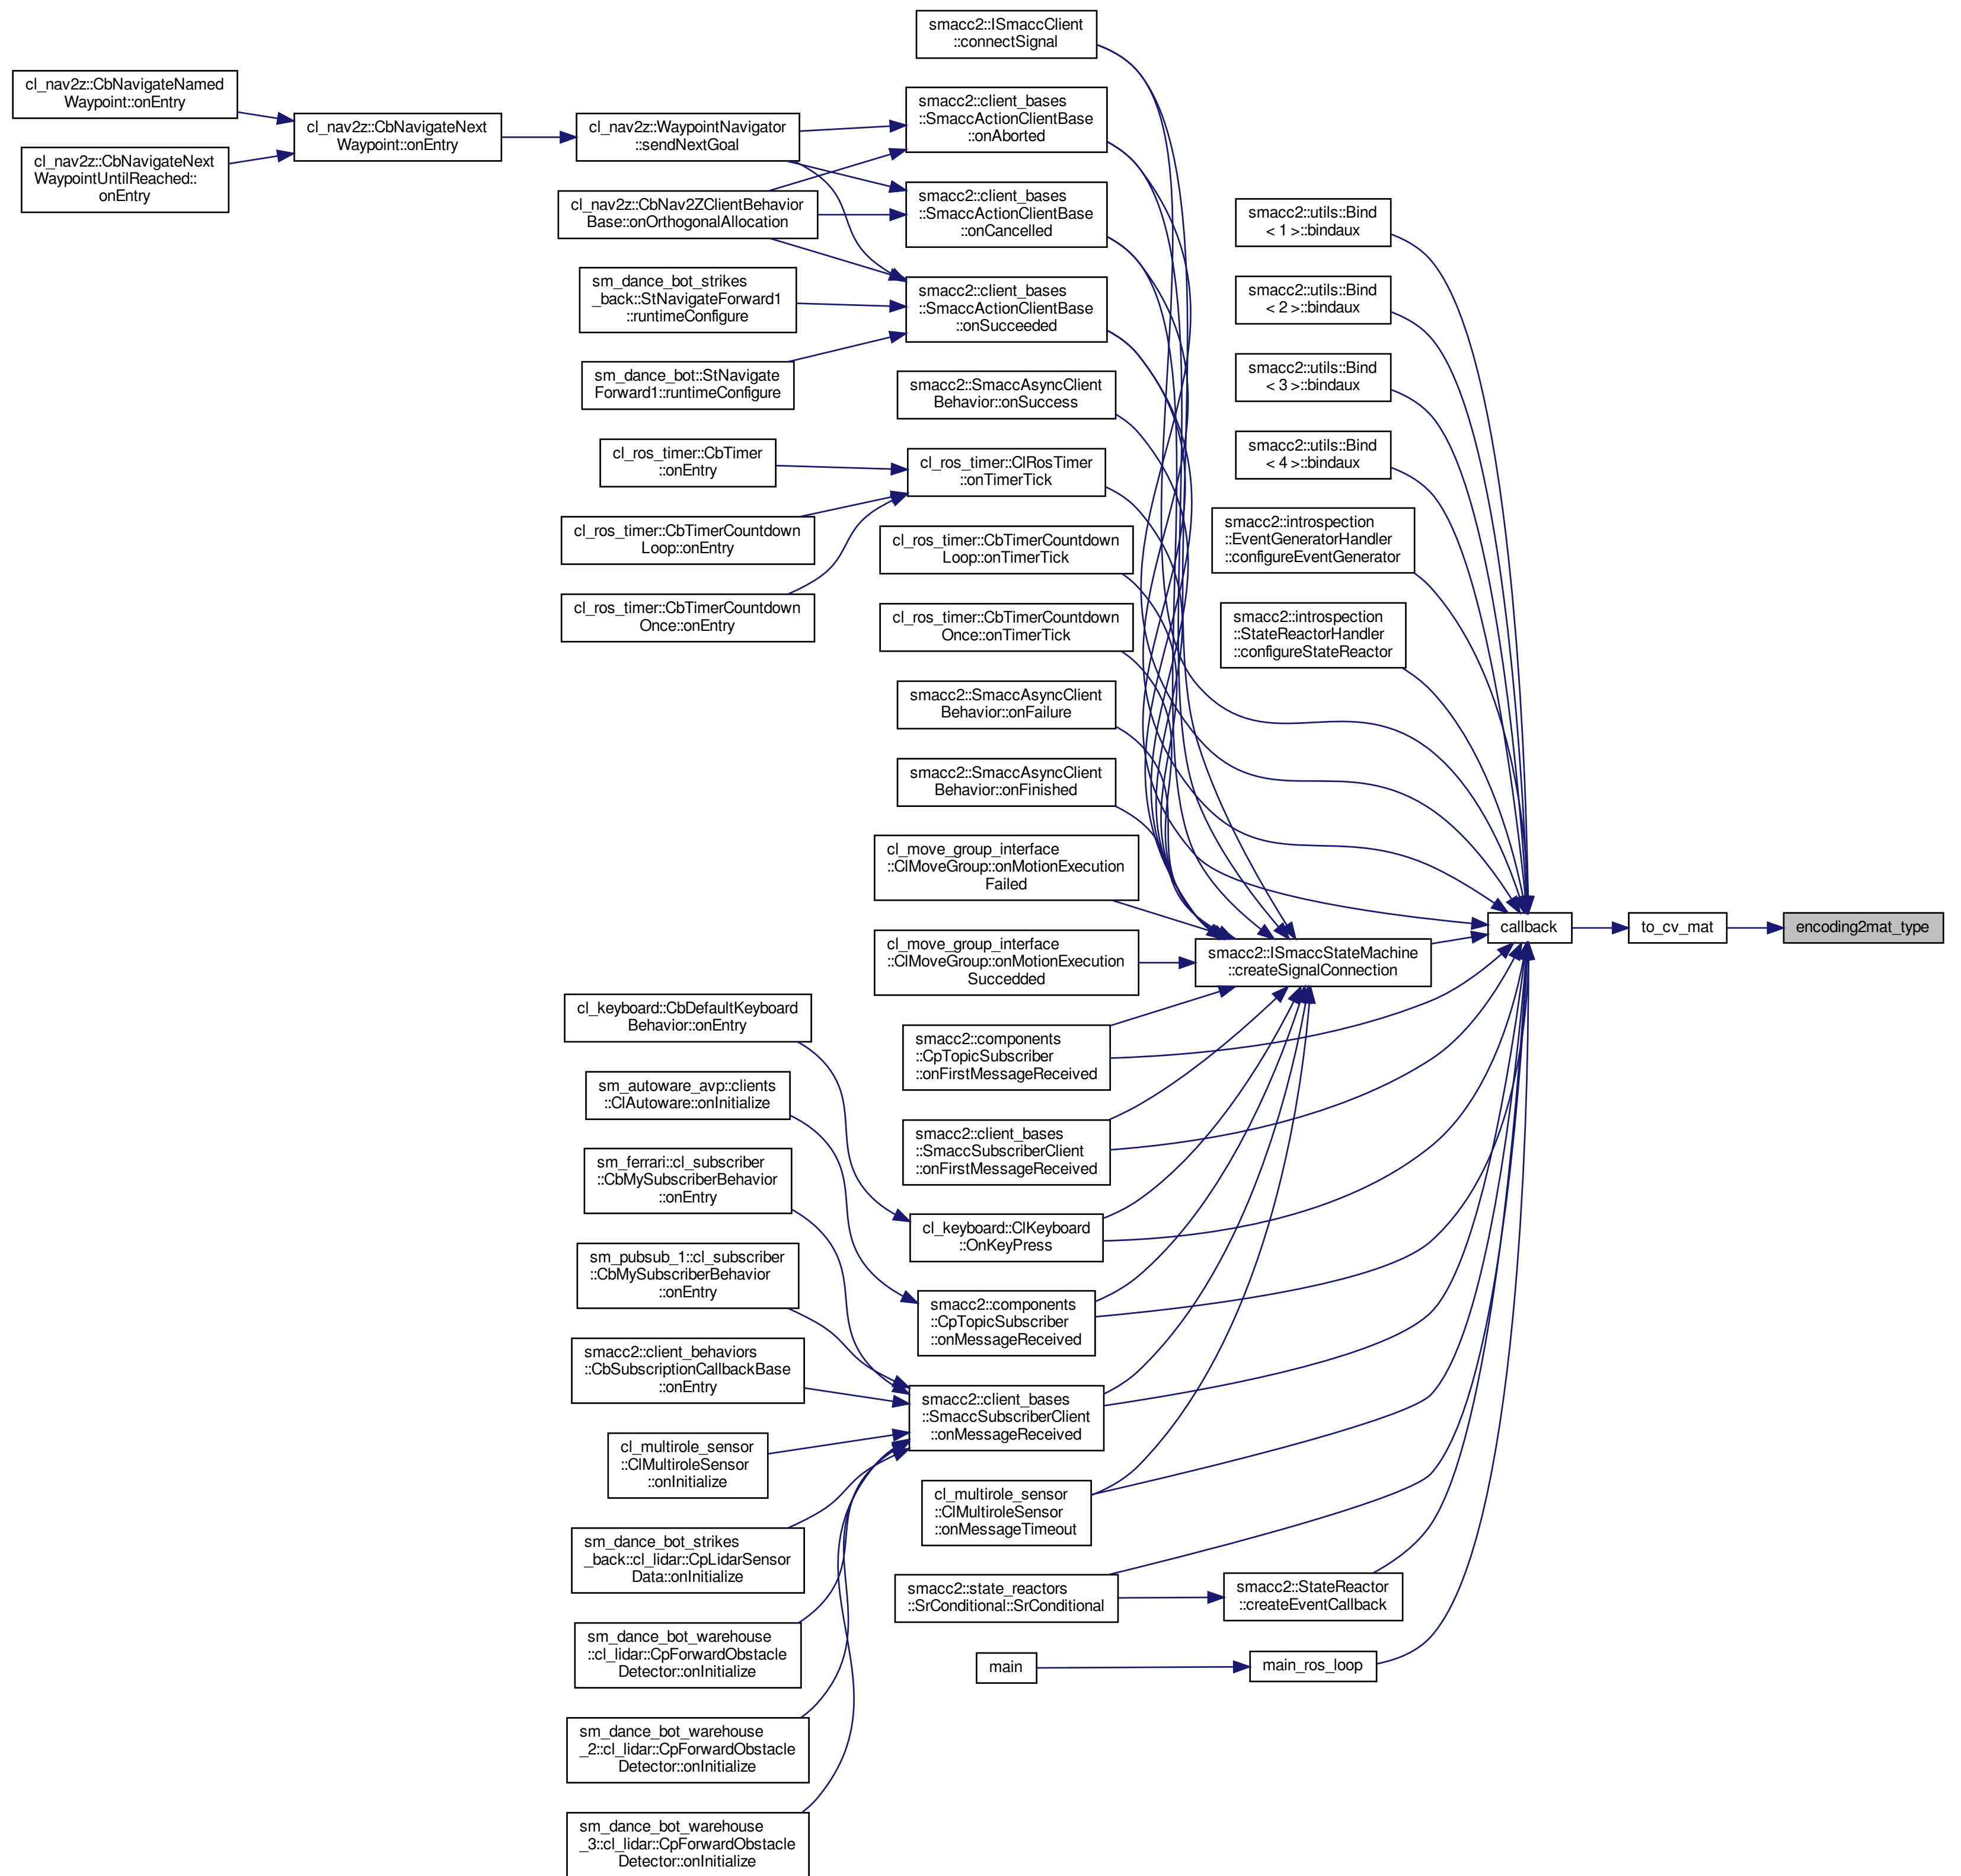 smacc2::ISmaccClient
::connectSignal
cl_nav2z::CbNavigateNamed
Waypoint::onEntry
cl_nav2z::CbNavigateNext
WaypointUntilReached::
onEntry
cl_nav2z::CbNavigateNext
Waypoint::onEntry
cl_nav2z::WaypointNavigator
::sendNextGoal
cl_nav2z::CbNav2ZClientBehavior
Base::onOrthogonalAllocation
sm_dance_bot_strikes
_back::StNavigateForward1
::runtimeConfigure
sm_dance_bot::StNavigate
Forward1::runtimeConfigure
cl_ros_timer::CbTimer
::onEntry
cl_ros_timer::CbTimerCountdown
Loop::onEntry
cl_ros_timer::CbTimerCountdown
Once::onEntry
cl_keyboard::CbDefaultKeyboard
Behavior::onEntry
sm_autoware_avp::clients
::ClAutoware::onInitialize
sm_ferrari::cl_subscriber
::CbMySubscriberBehavior
::onEntry
sm_pubsub_1::cl_subscriber
::CbMySubscriberBehavior
::onEntry
smacc2::client_behaviors
::CbSubscriptionCallbackBase
::onEntry
cl_multirole_sensor
::ClMultiroleSensor
::onInitialize
sm_dance_bot_strikes
_back::cl_lidar::CpLidarSensor
Data::onInitialize
sm_dance_bot_warehouse
::cl_lidar::CpForwardObstacle
Detector::onInitialize
sm_dance_bot_warehouse
_2::cl_lidar::CpForwardObstacle
Detector::onInitialize
sm_dance_bot_warehouse
_3::cl_lidar::CpForwardObstacle
Detector::onInitialize
smacc2::client_bases
::SmaccActionClientBase
::onAborted
smacc2::client_bases
::SmaccActionClientBase
::onCancelled
smacc2::client_bases
::SmaccActionClientBase
::onSucceeded
smacc2::SmaccAsyncClient
Behavior::onSuccess
cl_ros_timer::ClRosTimer
::onTimerTick
cl_ros_timer::CbTimerCountdown
Loop::onTimerTick
cl_ros_timer::CbTimerCountdown
Once::onTimerTick
smacc2::SmaccAsyncClient
Behavior::onFailure
smacc2::SmaccAsyncClient
Behavior::onFinished
cl_move_group_interface
::ClMoveGroup::onMotionExecution
Failed
cl_move_group_interface
::ClMoveGroup::onMotionExecution
Succedded
smacc2::components
::CpTopicSubscriber
::onFirstMessageReceived
smacc2::client_bases
::SmaccSubscriberClient
::onFirstMessageReceived
cl_keyboard::ClKeyboard
::OnKeyPress
smacc2::components
::CpTopicSubscriber
::onMessageReceived
smacc2::client_bases
::SmaccSubscriberClient
::onMessageReceived
cl_multirole_sensor
::ClMultiroleSensor
::onMessageTimeout
smacc2::state_reactors
::SrConditional::SrConditional
main
smacc2::utils::Bind
< 1 >::bindaux
smacc2::utils::Bind
< 2 >::bindaux
smacc2::utils::Bind
< 3 >::bindaux
smacc2::utils::Bind
< 4 >::bindaux
smacc2::introspection
::EventGeneratorHandler
::configureEventGenerator
smacc2::introspection
::StateReactorHandler
::configureStateReactor
smacc2::ISmaccStateMachine
::createSignalConnection
smacc2::StateReactor
::createEventCallback
main_ros_loop
callback
to_cv_mat
encoding2mat_type